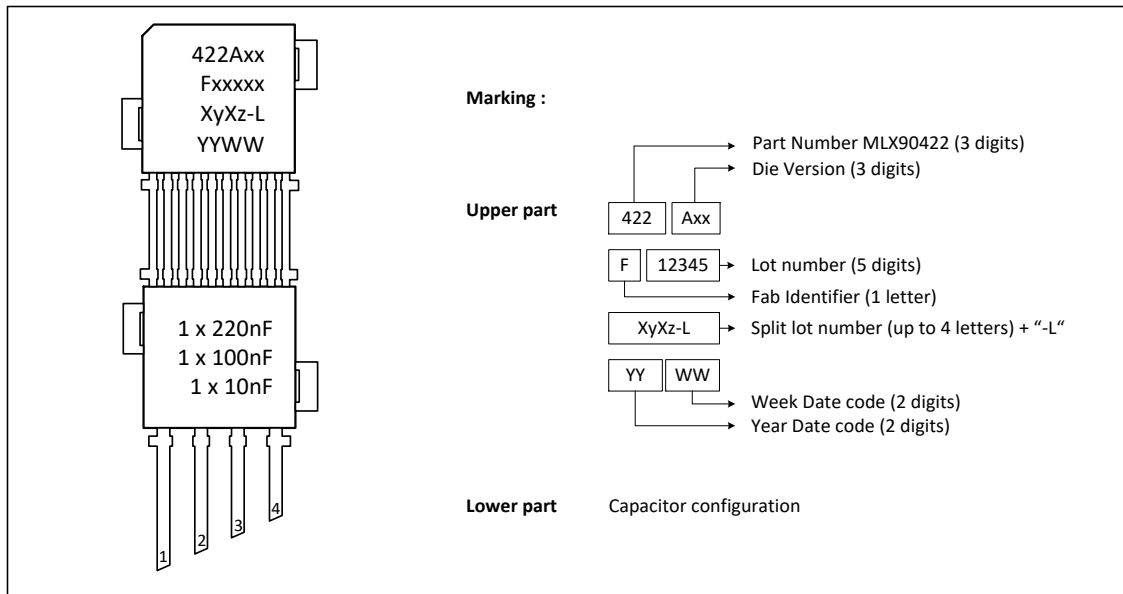 422Axx
Fxxxxx
XyXz-L
YYWW
1 x 220nF
1 x 100nF
1 x 10nF
1
2
3
4
Marking :
Part Number MLX90422 (3 digits)
Die Version (3 digits)
Upper part
422 Axx
F 12345 Lot number (5 digits)
Fab Identifier (1 letter)
XyXz-L Split lot number (up to 4 letters) + “-L“
YY WW
Week Date code (2 digits)
Year Date code (2 digits)
Lower part Capacitor configuration